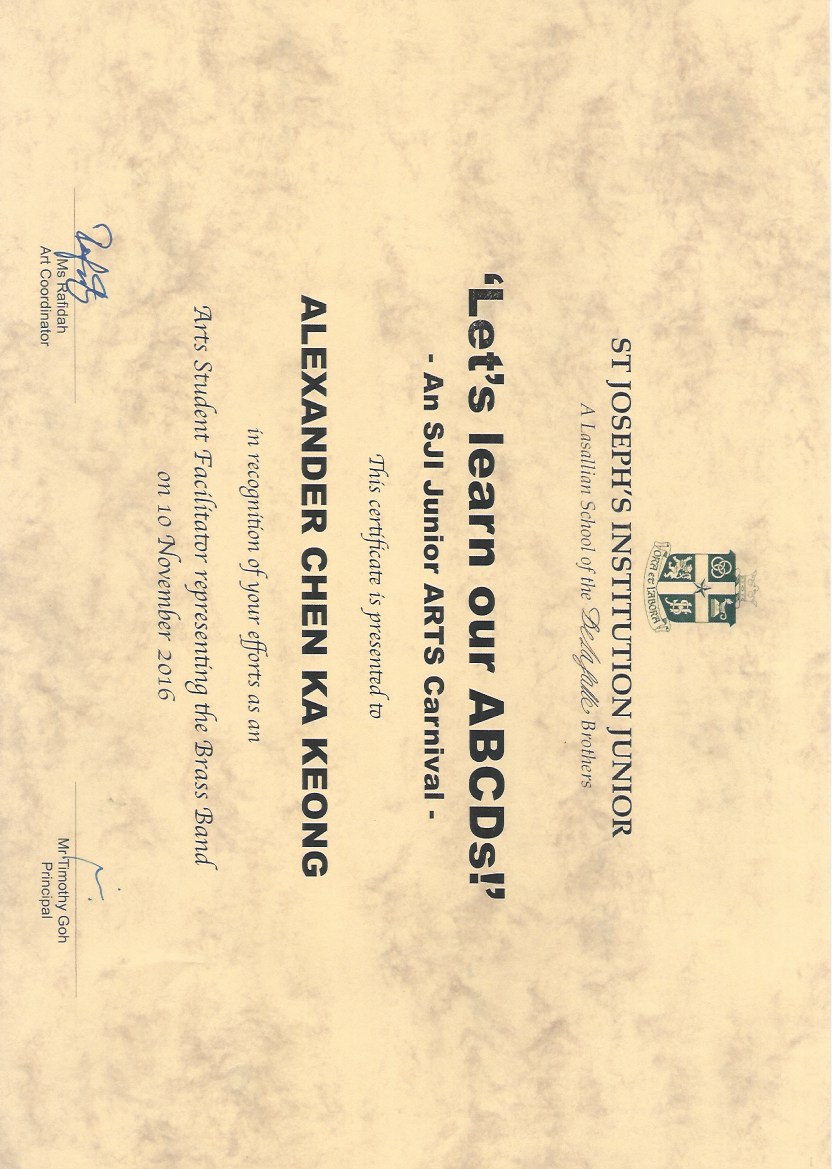 ORA et LABORA
ST JOSEPH'S INSTITUTION JUNIOR
A Lasallian School of the De La Salle Brothers
‘Let’s learn our ABCDs!’
- An SJI Junior ARTS Carnival -
This certificate is presented to
ALEXANDER CHEN KA KEONG
in recognition of your efforts as an
Arts Student Facilitator representing the Brass Band
on 10 November 2016
Ms Rafidah
Art Coordinator
Mr Timothy Goh
Principal